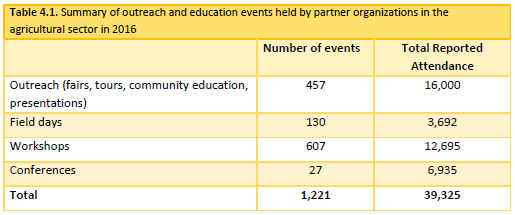 Table 4.1. Summary of outreach and education events held by partner organizations in the
agricultural sector in 2016
Number of events Total Reported
Attendance
Outreach (fairs, tours, community education, 457 16,000
presentations)
Field days 130 3,692
Workshops 607 12,695
Conferences 27 6,935
Total 1,221 39,325